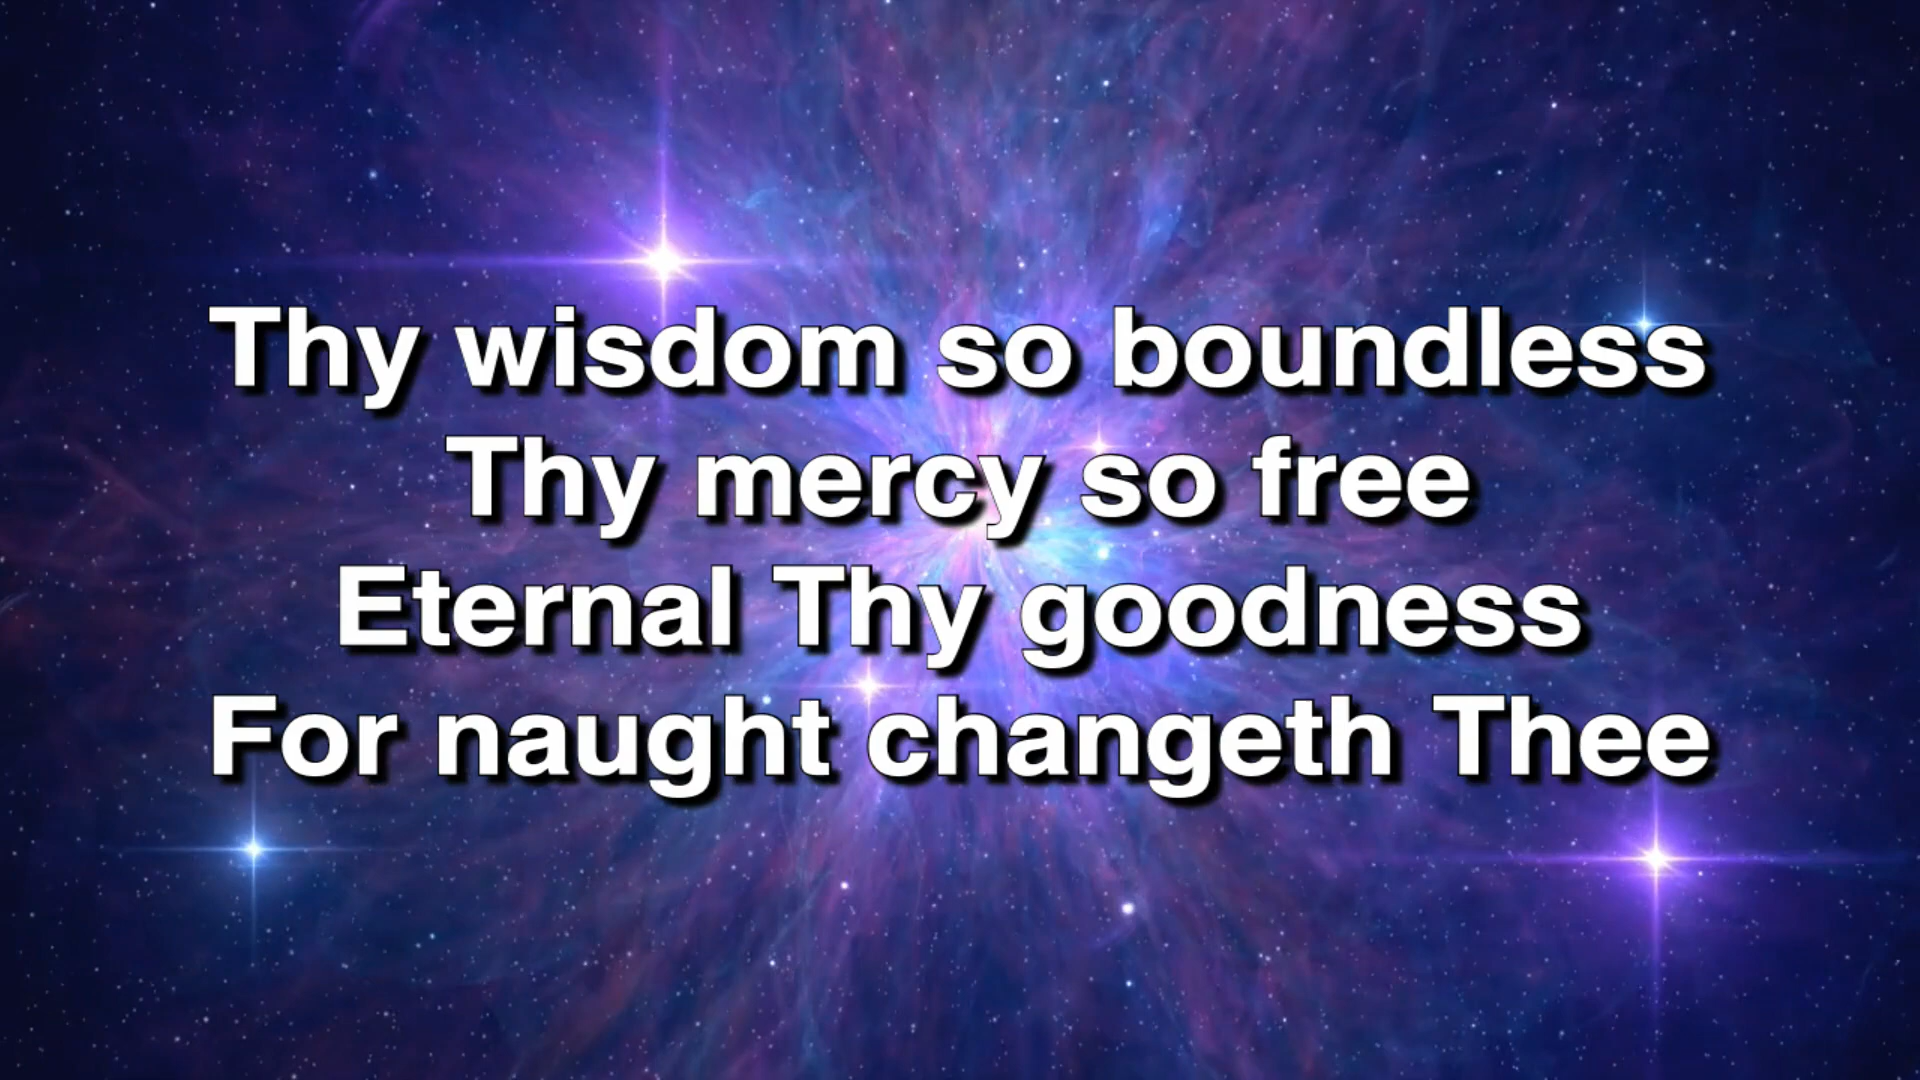 Thy wisdom so boundless
Thy mercy so free
Eternal Thy goodness
For naught changeth Thee